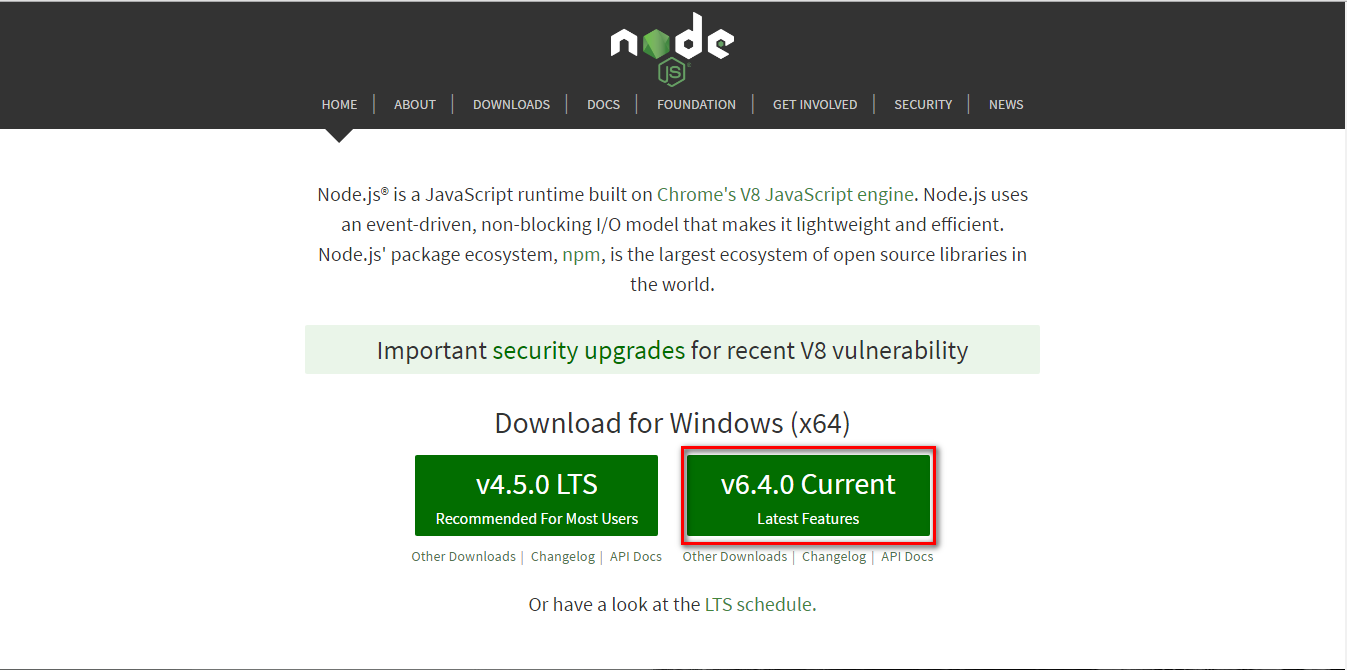 node
JS®
HOME | ABOUT | DOWNLOADS | DOCS | FOUNDATION | GET INVOLVED | SECURITY | NEWS
Node.js® is a JavaScript runtime built on Chrome's V8 JavaScript engine. Node.js uses
an event-driven, non-blocking I/O model that makes it lightweight and efficient.
Node.js' package ecosystem, npm, is the largest ecosystem of open source libraries in
the world.
Important security upgrades for recent V8 vulnerability
Download for Windows (x64)
v4.5.0 LTS
Recommended For Most Users
v6.4.0 Current
Latest Features
Other Downloads | Changelog | API Docs
Other Downloads | Changelog | API Docs
Or have a look at the LTS schedule.